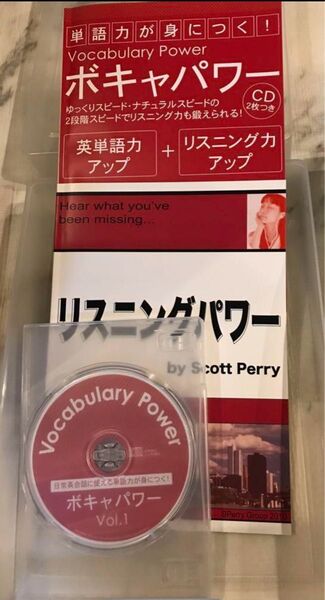 単語力が身につく!
Vocabulary Power
ボキャパワー
CD
2枚つき
ゆっくりスピード・ナチュラルスピードの
2段階スピードでリスニング力も鍛えられる!
英単語力
アップ
+
リスニング力
アップ
Hear what you've
been missing...
リスニングパワー
by Scott Perry
Vocabulary Power
日常英会話に使える単語力が身につく!
ボキャパワー
Vol.1